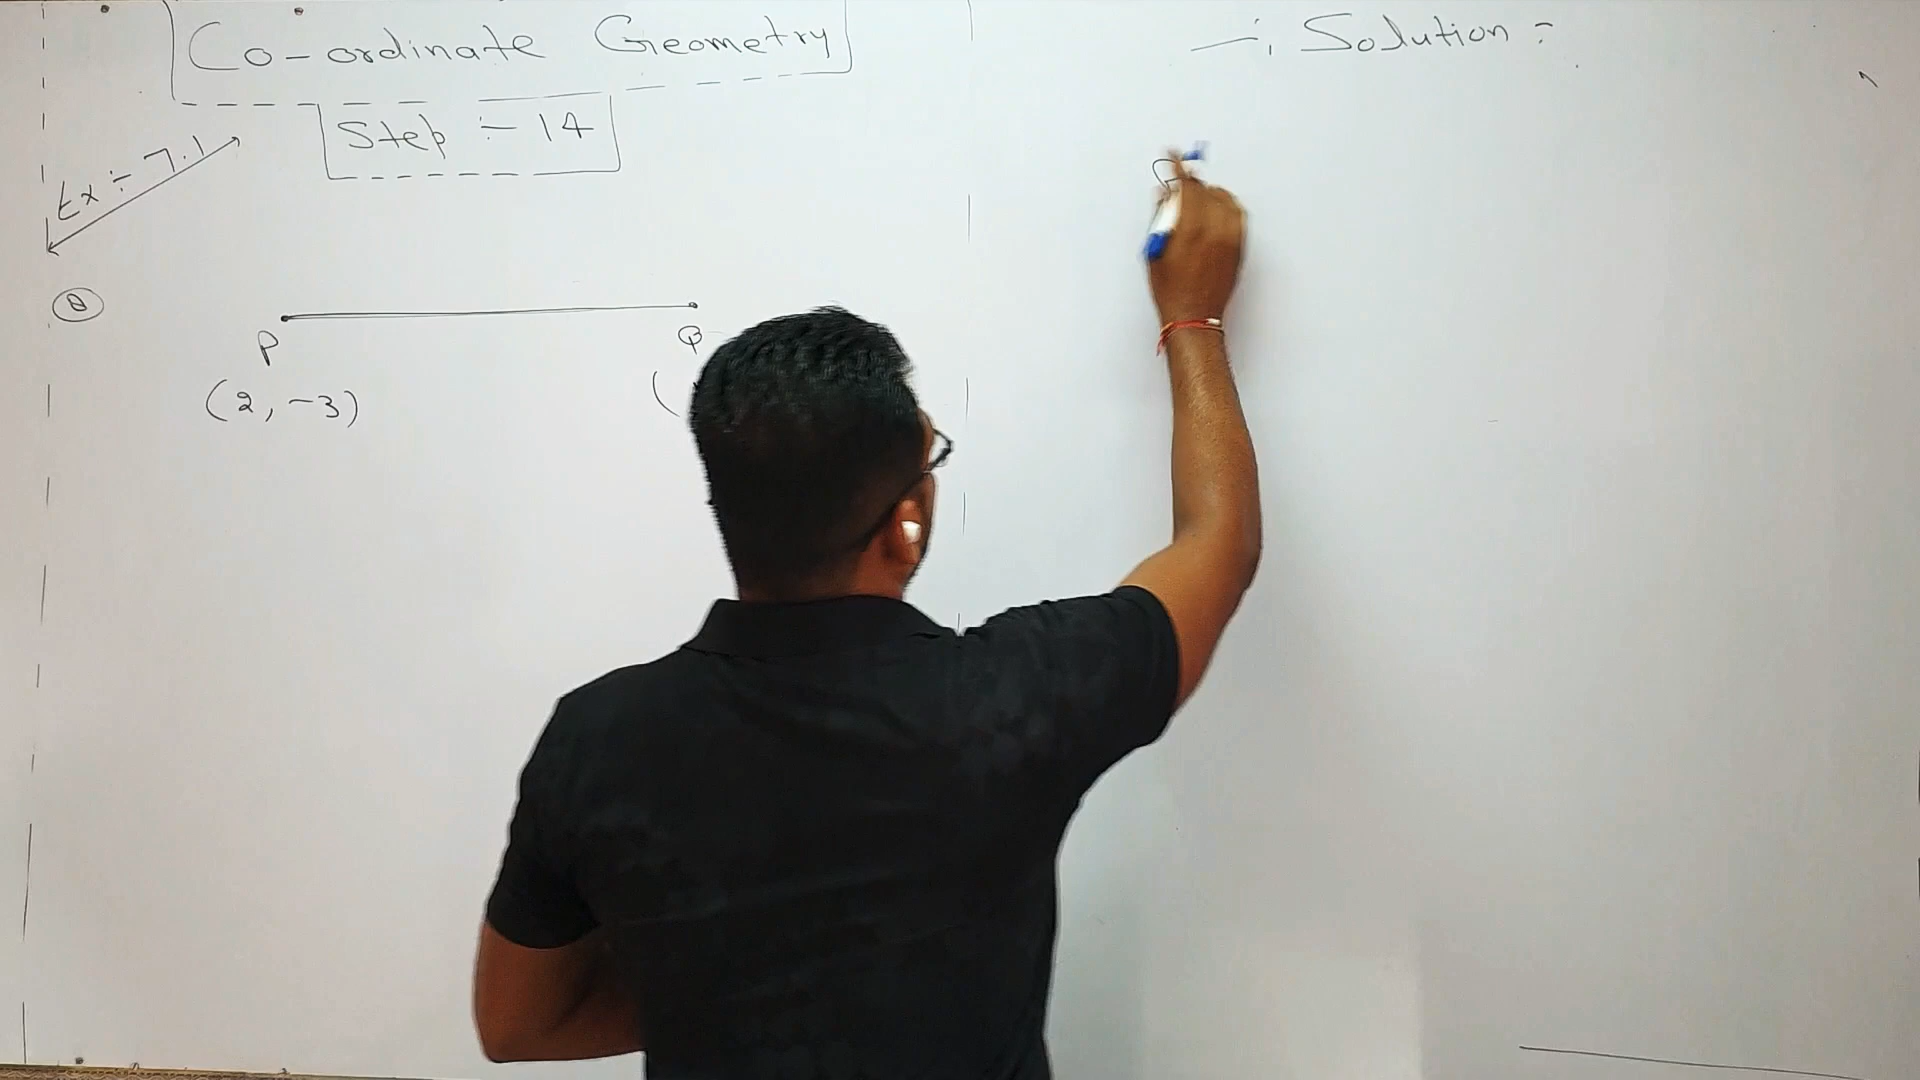 Co-ordinate Geometry
Step :- 14
Ex :- 7.1
8
P Q
(2, -3) (
-: Solution :